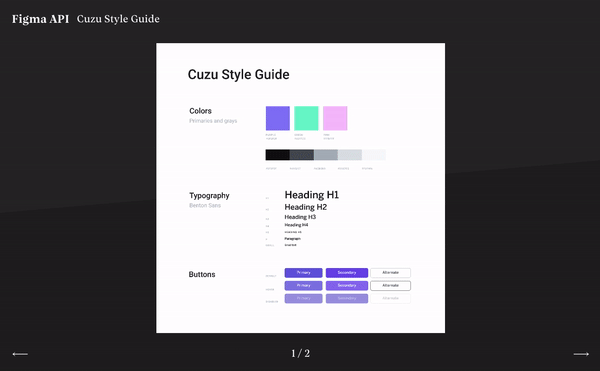 Figma API Cuzu Style Guide
Cuzu Style Guide
Colors
Primaries and grays
Typography
Benton Sans
Heading H1
Heading H2
Heading H3
Heading H4
Paragraph
Buttons
Primary Secondary Alternate
Primary Secondary Alternate
Primary Secondary Alternate
1 / 2